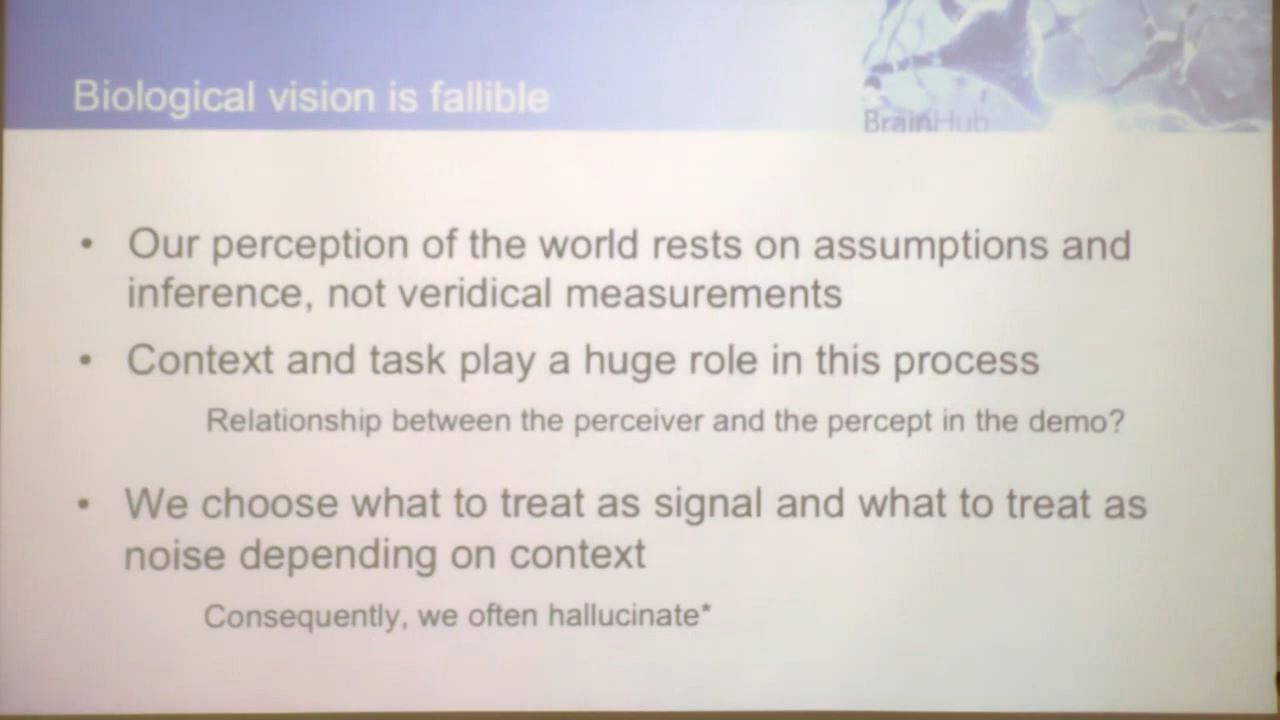 Biological vision is fallible
BrainHub
• Our perception of the world rests on assumptions and
inference, not veridical measurements
• Context and task play a huge role in this process
Relationship between the perceiver and the percept in the demo?
• We choose what to treat as signal and what to treat as
noise depending on context
Consequently, we often hallucinate*